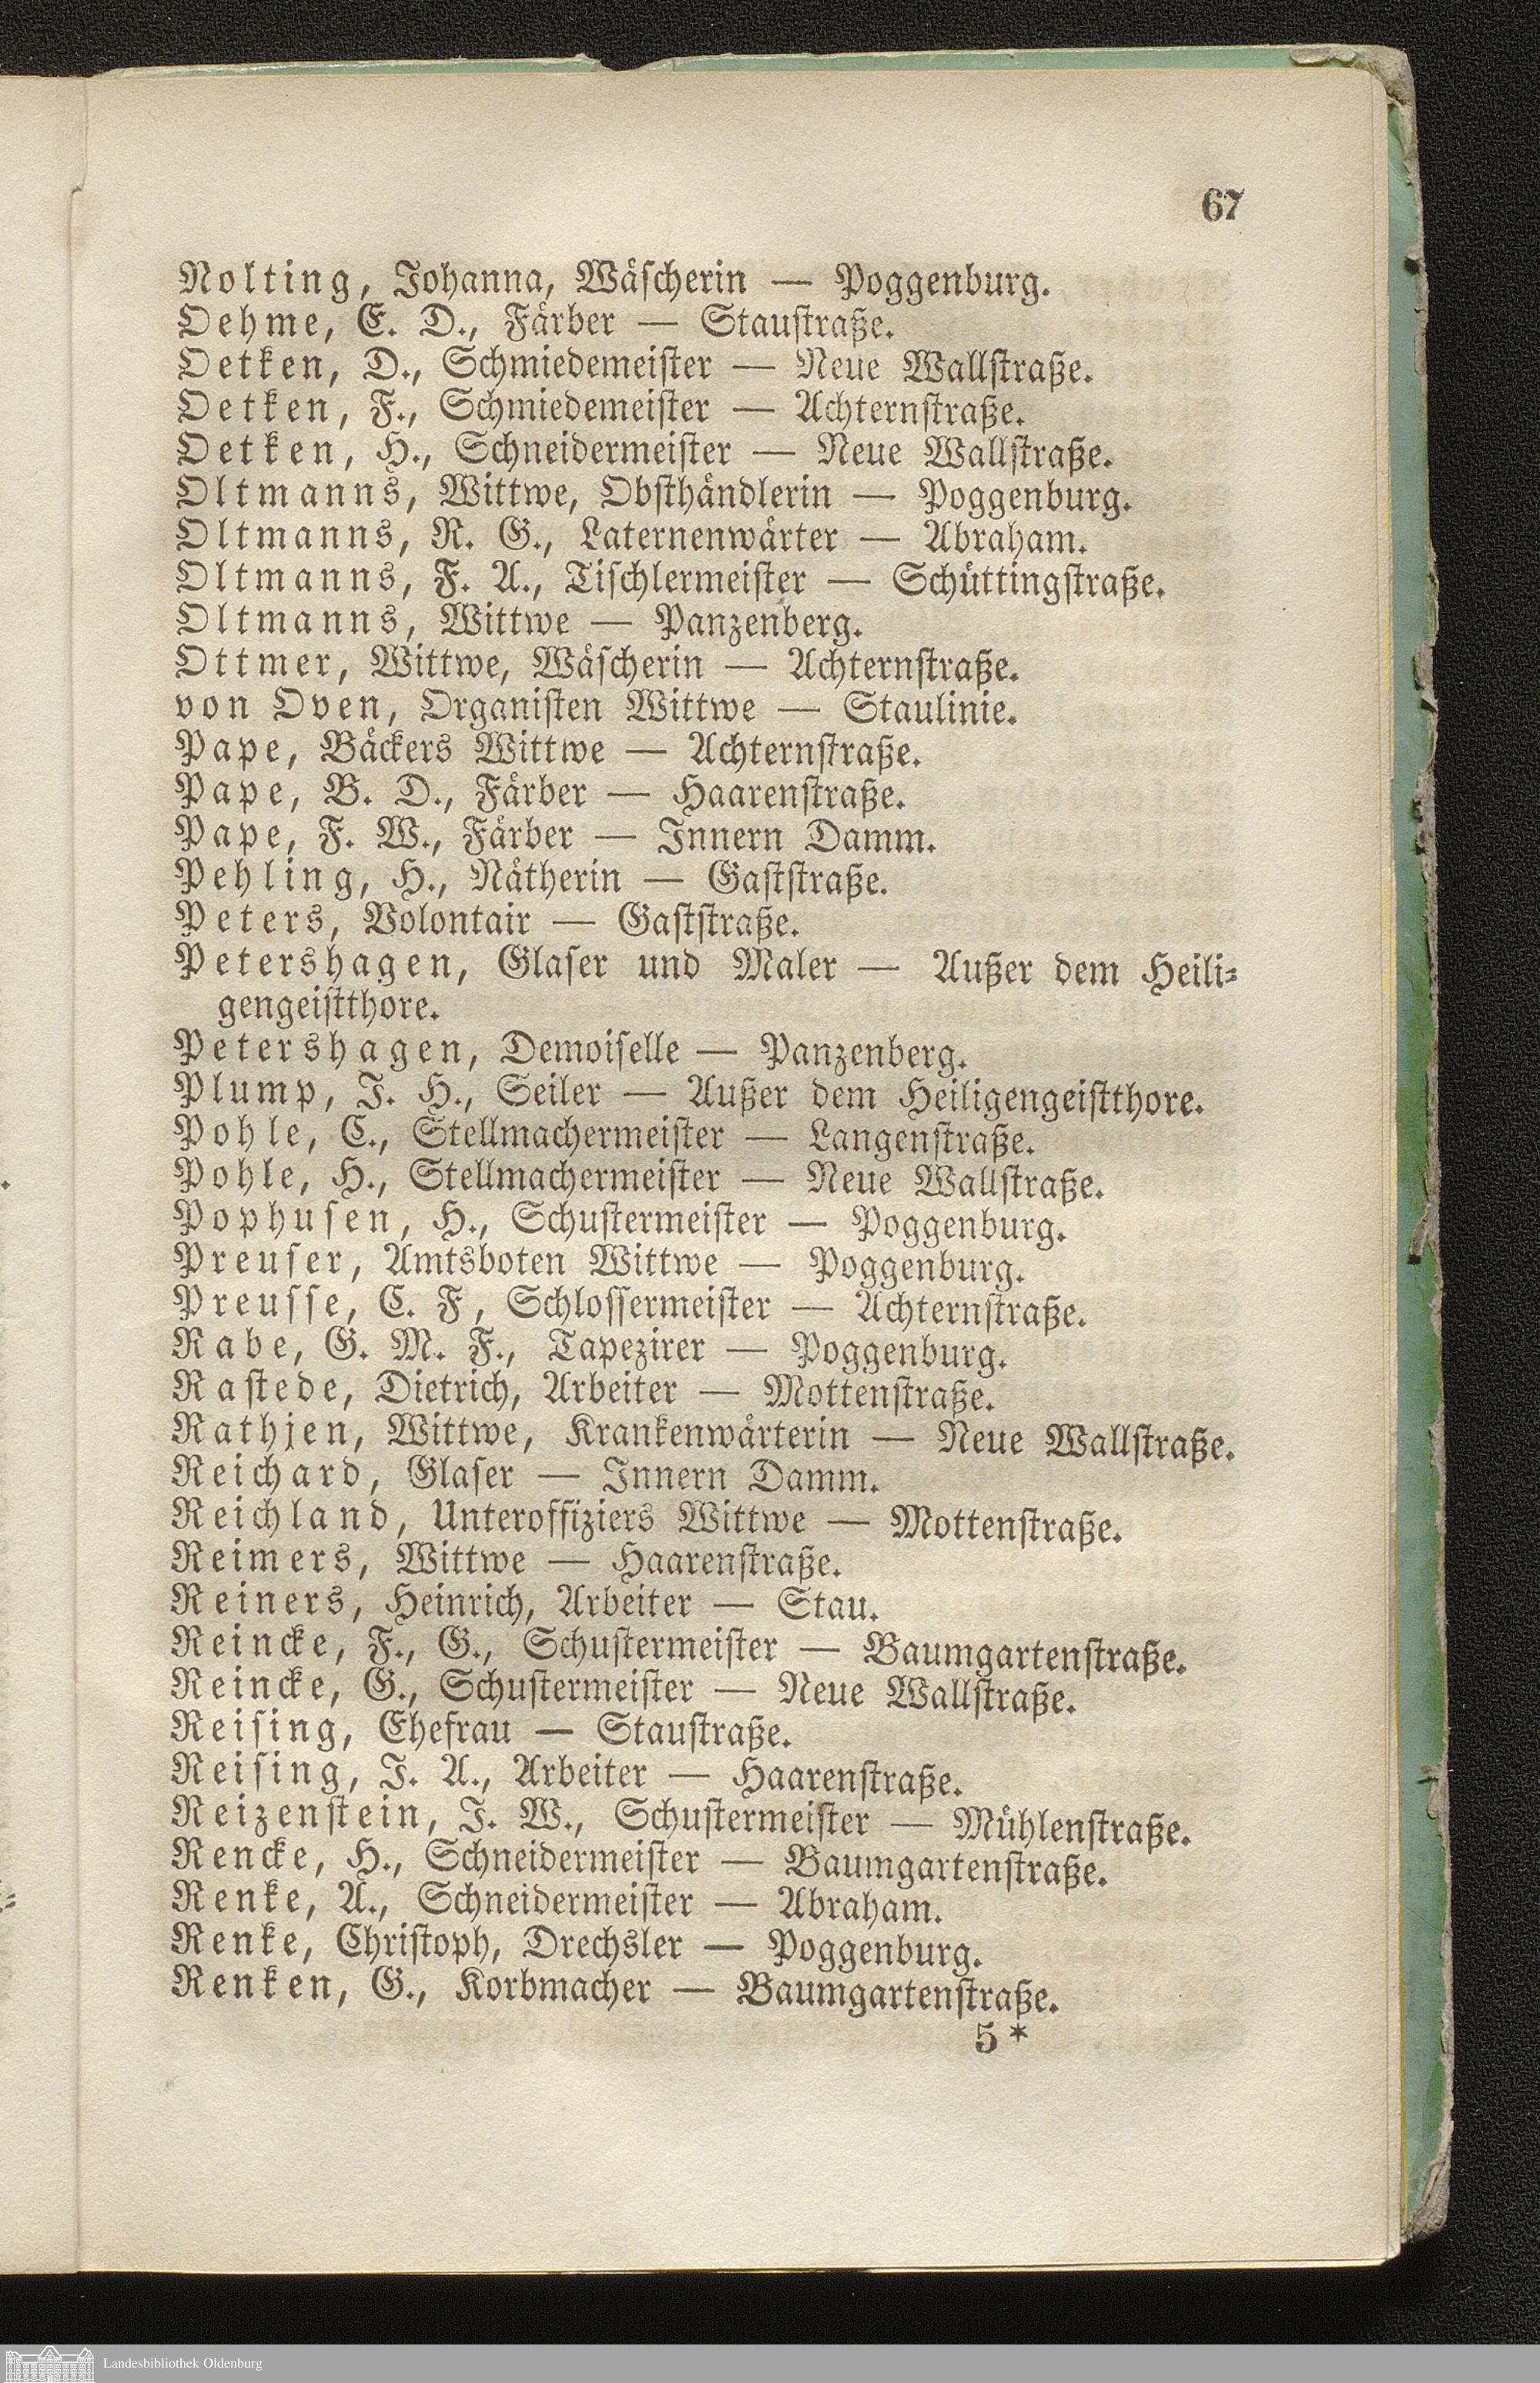 67
Nolting, Johanna, Wäscherin — Poggenburg.
Oehme, E. D., Färber — Staustraße.
Oetken, D., Schmiedemeister — Neue Wallstraße.
Oetken, F., Schmiedemeister — Achternstraße.
Oetken, H., Schneidermeister — Neue Wallstraße.
Oltmanns, Wittwe, Obsthändlerin — Poggenburg.
Oltmanns, R. G., Laternenwärter — Abraham.
Oltmanns, F. A., Tischlermeister — Schüttingstraße.
Oltmanns, Wittwe — Panzenberg.
Ottmer, Wittwe, Wäscherin — Achternstraße.
von Oven, Organisten Wittwe — Staulinie.
Pape, Bäckers Wittwe — Achternstraße.
Pape, B. D., Färber — Haarenstraße.
Pape, F. W., Färber — Innern Damm.
Pehling, H., Nätherin — Gaststraße.
Peters, Volontair — Gaststraße.
Petershagen, Glaser und Maler — Außer dem Heili-
gengeistthore.
Petershagen, Demoiselle — Panzenberg.
Plump, J. H., Seiler — Außer dem Heiligengeistthore.
Pohle, C., Stellmachermeister — Langenstraße.
Pohle, H., Stellmachermeister — Neue Wallstraße.
Pophusen, H., Schustermeister — Poggenburg.
Preuser, Amtsboten Wittwe — Poggenburg.
Preusse, C. F, Schlossermeister — Achternstraße.
Rabe, G. M. F., Tapezirer — Poggenburg.
Rastede, Dietrich, Arbeiter — Mottenstraße.
Rathjen, Wittwe, Krankenwärterin — Neue Wallstraße.
Reichard, Glaser — Innern Damm.
Reichland, Unteroffiziers Wittwe — Mottenstraße.
Reimers, Wittwe — Haarenstraße.
Reiners, Heinrich, Arbeiter — Stau.
Reincke, F., G., Schustermeister — Baumgartenstraße.
Reincke, G., Schustermeister — Neue Wallstraße.
Reising, Ehefrau — Staustraße.
Reising, J. A., Arbeiter — Haarenstraße.
Reizenstein, J. W., Schustermeister — Mühlenstraße.
Rencke, H., Schneidermeister — Baumgartenstraße.
Renke, A., Schneidermeister — Abraham.
Renke, Christoph, Drechsler — Poggenburg.
Renken, G., Korbmacher — Baumgartenstraße.
5*
Landesbibliothek Oldenburg